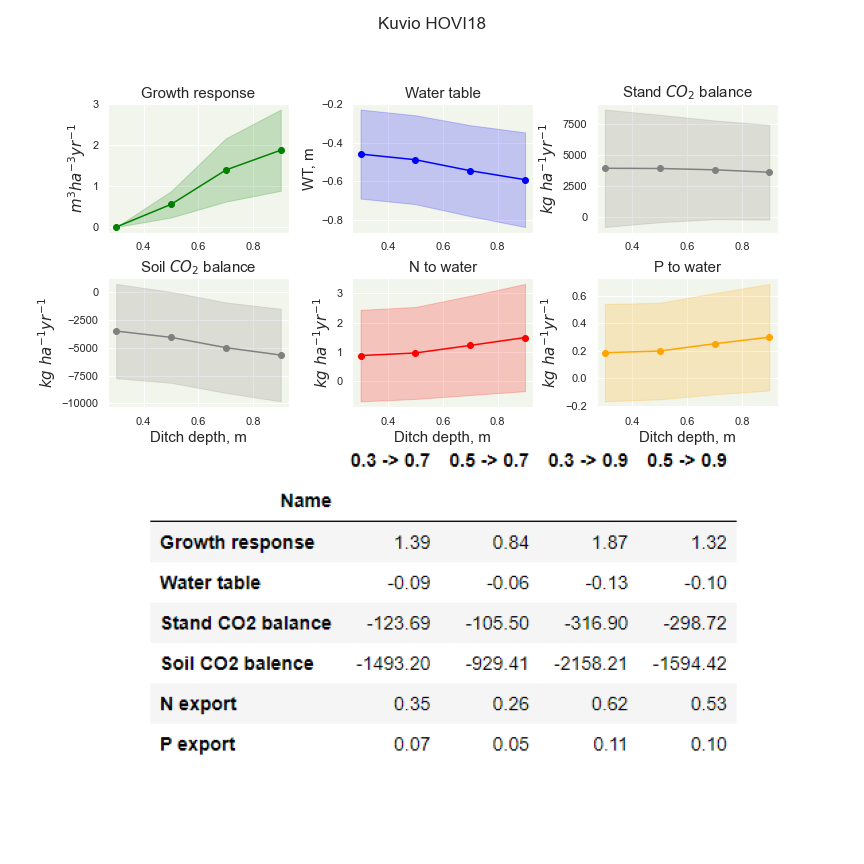 Kuvio HOVI18
Growth response
Water table
Stand CO₂ balance
3
2
1
0
m³ha⁻³yr⁻¹
0.4 0.6 0.8
−0.2
−0.4
−0.6
−0.8
WT, m
0.4 0.6 0.8
7500
5000
2500
0
kg ha⁻¹yr⁻¹
0.4 0.6 0.8
Soil CO₂ balance
N to water
P to water
0
−2500
−5000
−7500
−10000
kg ha⁻¹yr⁻¹
0.4 0.6 0.8
Ditch depth, m
3
2
1
0
kg ha⁻¹yr⁻¹
0.4 0.6 0.8
Ditch depth, m
0.6
0.4
0.2
0.0
−0.2
kg ha⁻¹yr⁻¹
0.4 0.6 0.8
Ditch depth, m
0.3 -> 0.7 0.5 -> 0.7 0.3 -> 0.9 0.5 -> 0.9
Name
Growth response 1.39 0.84 1.87 1.32
Water table -0.09 -0.06 -0.13 -0.10
Stand CO2 balance -123.69 -105.50 -316.90 -298.72
Soil CO2 balence -1493.20 -929.41 -2158.21 -1594.42
N export 0.35 0.26 0.62 0.53
P export 0.07 0.05 0.11 0.10